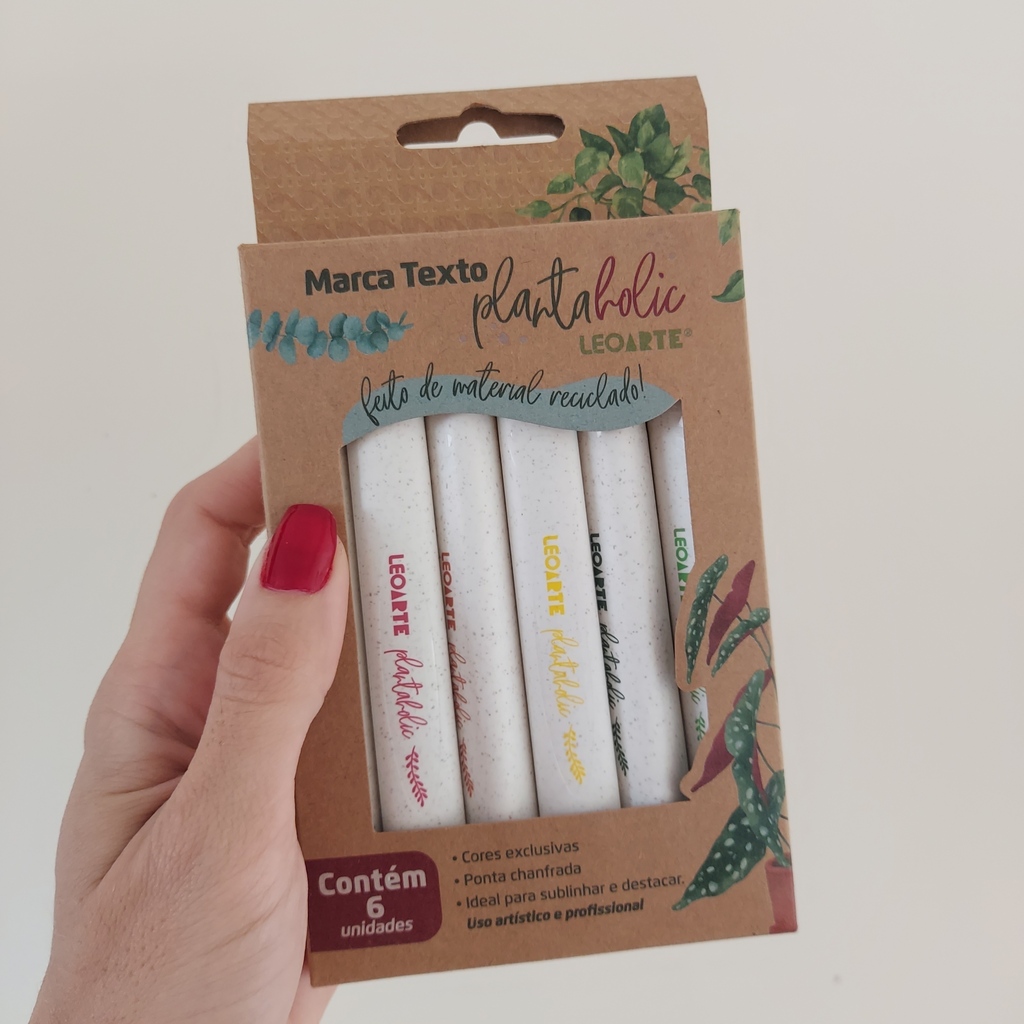 Marca Texto
plantaholic
LEOARTE®
feito de material reciclado!
LEOARTE plantaholic
LEOARTE plantaholic
LEOARTE plantaholic
LEOARTE plantaholic
LEOARTE
• Cores exclusivas
• Ponta chanfrada
• Ideal para sublinhar e destacar.
Uso artístico e profissional
Contém
6
unidades